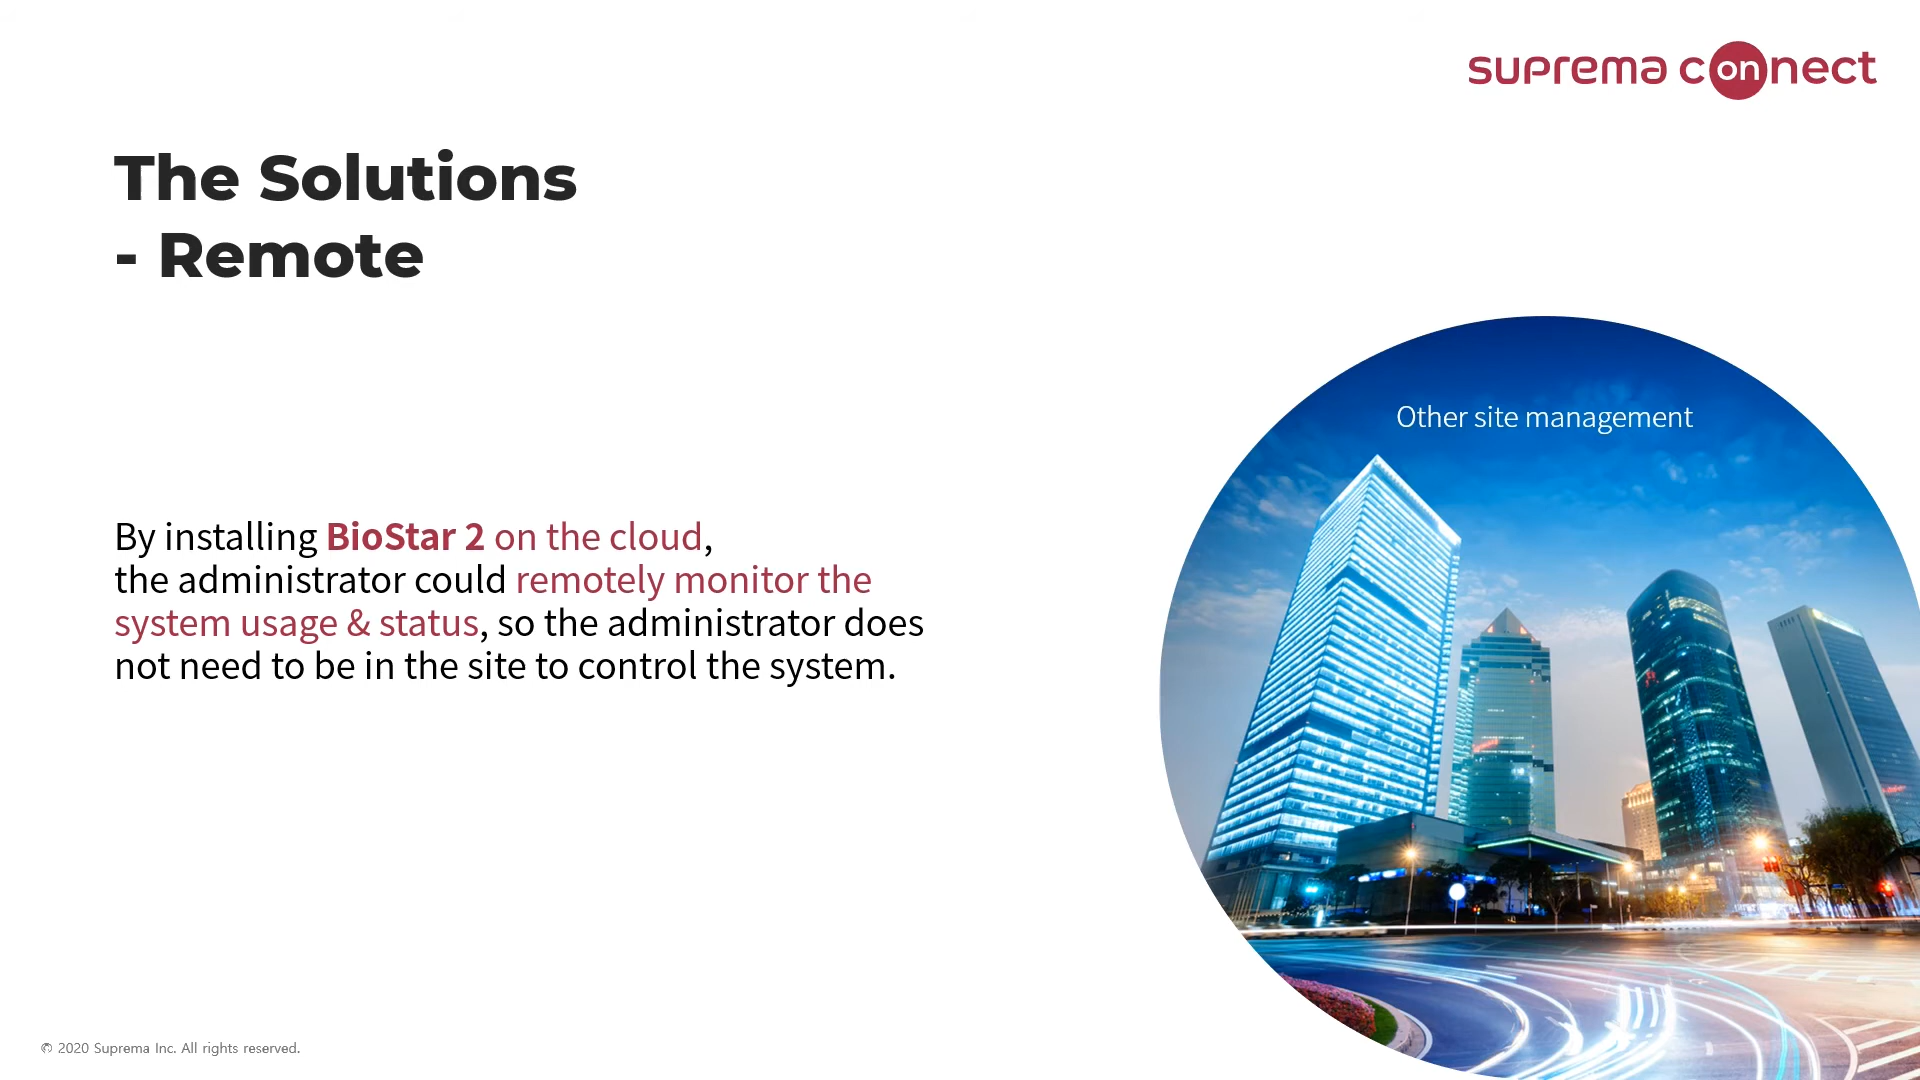 suprema connect
The Solutions
- Remote
Other site management
By installing BioStar 2 on the cloud,
the administrator could remotely monitor the
system usage & status, so the administrator does
not need to be in the site to control the system.
© 2020 Suprema Inc. All rights reserved.